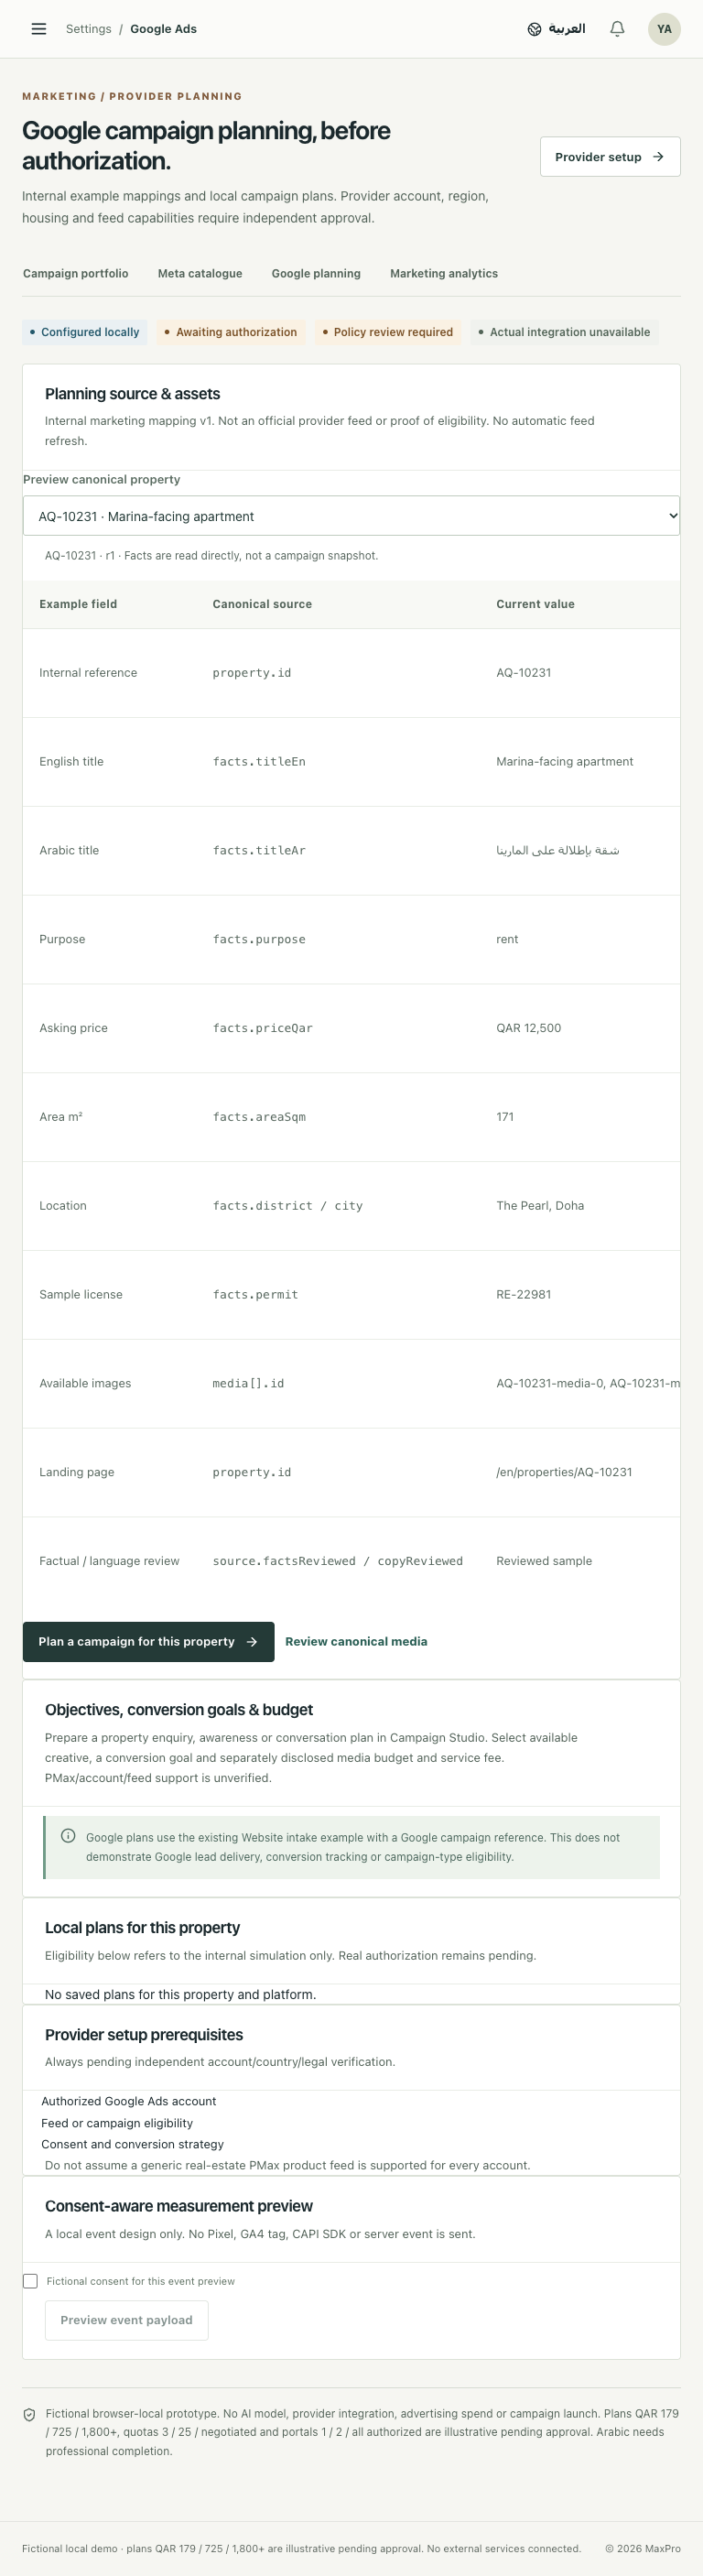 Settings / Google Ads
العربية
YA
MARKETING / PROVIDER PLANNING
Google campaign planning, before
authorization.
Provider setup →
Internal example mappings and local campaign plans. Provider account, region,
housing and feed capabilities require independent approval.
Campaign portfolio Meta catalogue Google planning Marketing analytics
• Configured locally • Awaiting authorization • Policy review required • Actual integration unavailable
Planning source & assets
Internal marketing mapping v1. Not an official provider feed or proof of eligibility. No automatic feed
refresh.
Preview canonical property
AQ-10231 · Marina-facing apartment
AQ-10231 · r1 · Facts are read directly, not a campaign snapshot.
Example field Canonical source Current value
Internal reference property.id AQ-10231
English title facts.titleEn Marina-facing apartment
Arabic title facts.titleAr شقة بإطلالة على المارينا
Purpose facts.purpose rent
Asking price facts.priceQar QAR 12,500
Area m² facts.areaSqm 171
Location facts.district / city The Pearl, Doha
Sample license facts.permit RE-22981
Available images media[].id AQ-10231-media-0, AQ-10231-m
Landing page property.id /en/properties/AQ-10231
Factual / language review source.factsReviewed / copyReviewed Reviewed sample
Plan a campaign for this property → Review canonical media
Objectives, conversion goals & budget
Prepare a property enquiry, awareness or conversation plan in Campaign Studio. Select available
creative, a conversion goal and separately disclosed media budget and service fee.
PMax/account/feed support is unverified.
Google plans use the existing Website intake example with a Google campaign reference. This does not
demonstrate Google lead delivery, conversion tracking or campaign-type eligibility.
Local plans for this property
Eligibility below refers to the internal simulation only. Real authorization remains pending.
No saved plans for this property and platform.
Provider setup prerequisites
Always pending independent account/country/legal verification.
Authorized Google Ads account
Feed or campaign eligibility
Consent and conversion strategy
Do not assume a generic real-estate PMax product feed is supported for every account.
Consent-aware measurement preview
A local event design only. No Pixel, GA4 tag, CAPI SDK or server event is sent.
Fictional consent for this event preview
Preview event payload
Fictional browser-local prototype. No AI model, provider integration, advertising spend or campaign launch. Plans QAR 179
/ 725 / 1,800+, quotas 3 / 25 / negotiated and portals 1 / 2 / all authorized are illustrative pending approval. Arabic needs
professional completion.
Fictional local demo · plans QAR 179 / 725 / 1,800+ are illustrative pending approval. No external services connected. © 2026 MaxPro